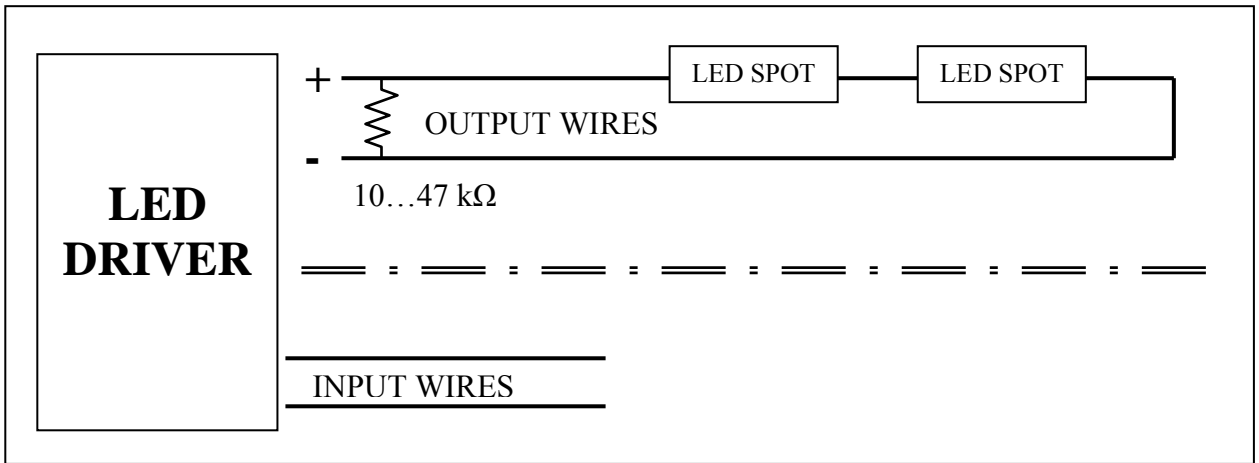 LED SPOT LED SPOT
+
OUTPUT WIRES
-
10…47 kΩ
LED
DRIVER
INPUT WIRES